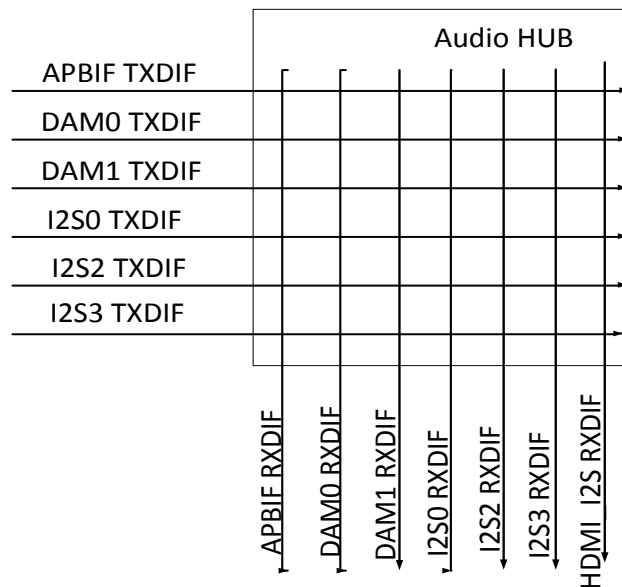 Audio HUB
APBIF TXDIF
DAM0 TXDIF
DAM1 TXDIF
I2S0 TXDIF
I2S2 TXDIF
I2S3 TXDIF
APBIF RXDIF
DAM0 RXDIF
DAM1 RXDIF
I2S0 RXDIF
I2S2 RXDIF
I2S3 RXDIF
HDMI I2S RXDIF